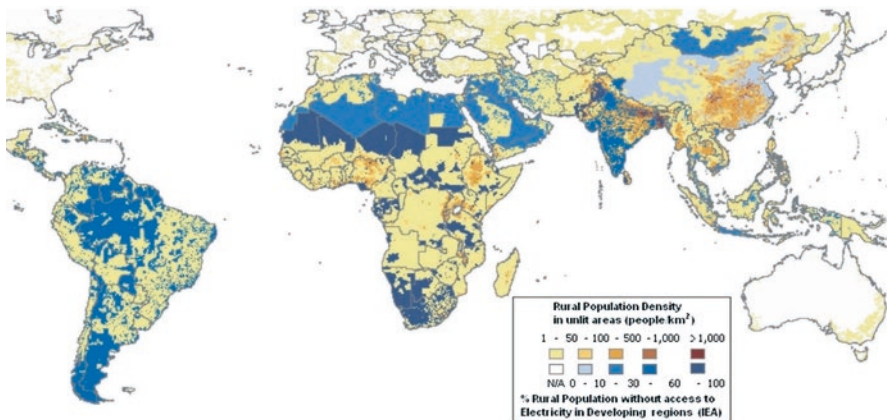 Rural Population Density
in unlit areas (people/km²)
1 - 50 -100 - 500 -1,000 >1,000
N/A 0 - 10 - 30 - 60 - 100
% Rural Population without access to
Electricity in Developing regions (IEA)